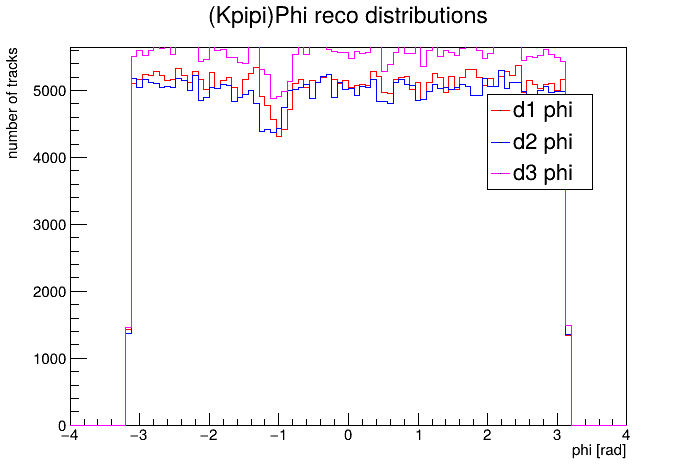 (Kpipi)Phi reco distributions
number of tracks
5000
4000
3000
2000
1000
0
d1 phi
d2 phi
d3 phi
−4 −3 −2 −1 0 1 2 3 4
phi [rad]